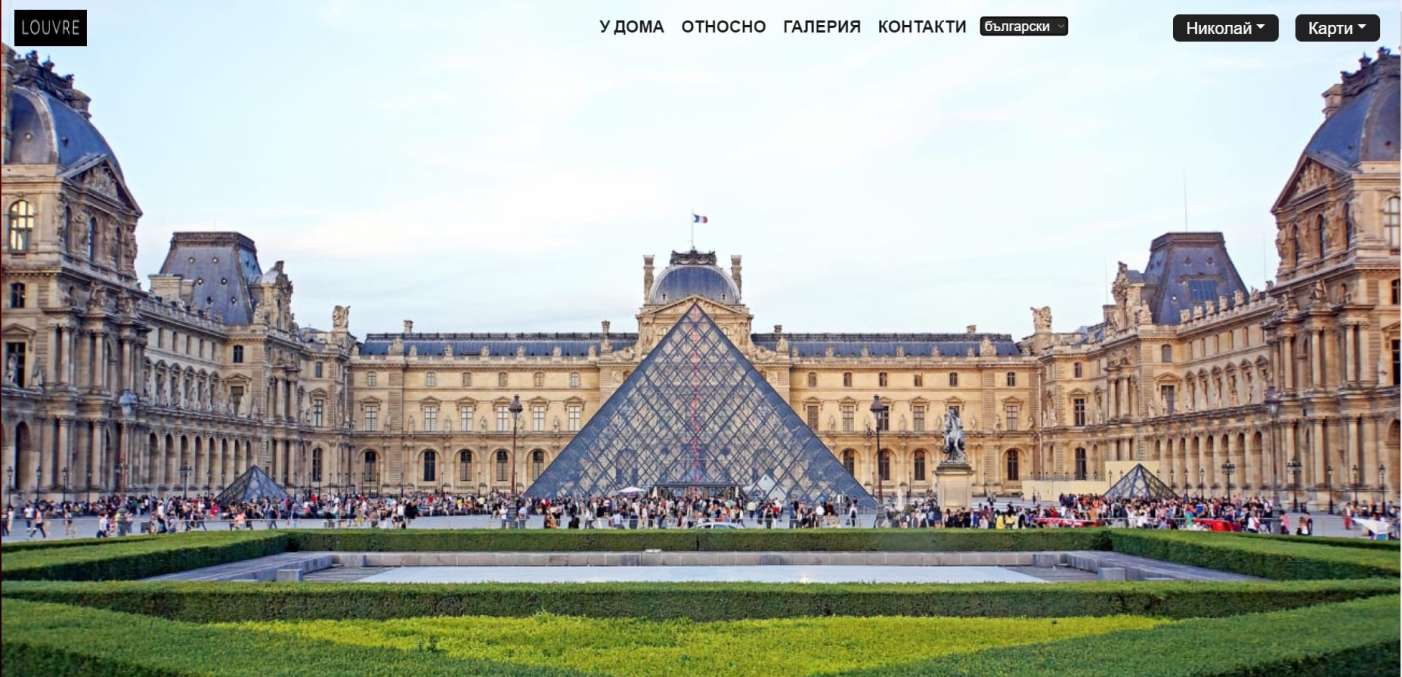 LOUVRE
У ДОМА ОТНОСНО ГАЛЕРИЯ КОНТАКТИ български Николай Карти